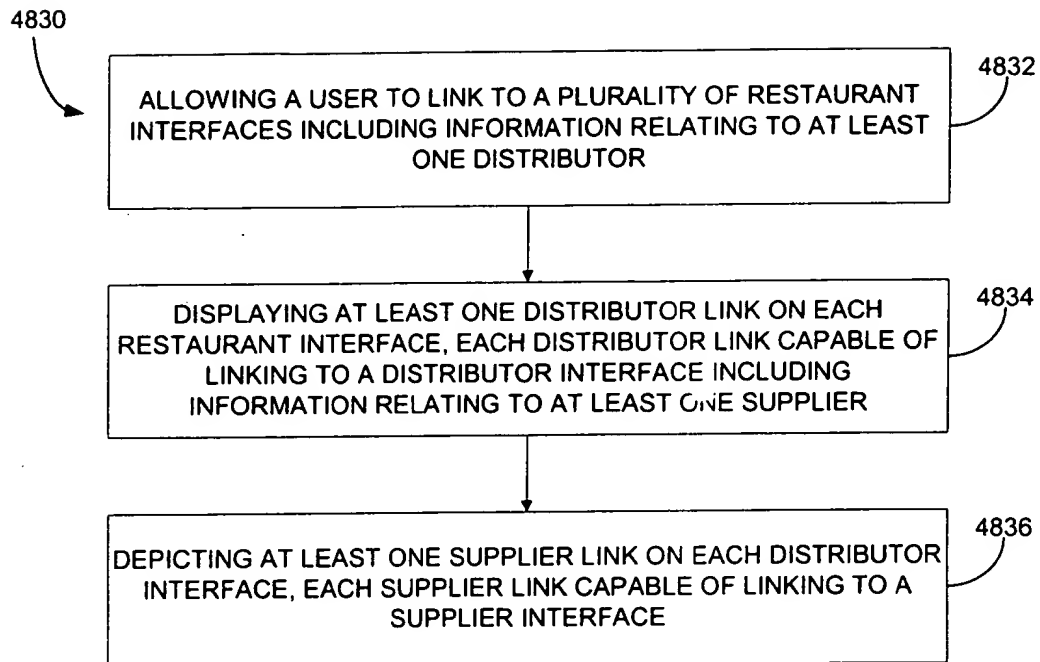 4830
4832
ALLOWING A USER TO LINK TO A PLURALITY OF RESTAURANT
INTERFACES INCLUDING INFORMATION RELATING TO AT LEAST
ONE DISTRIBUTOR
4834
DISPLAYING AT LEAST ONE DISTRIBUTOR LINK ON EACH
RESTAURANT INTERFACE, EACH DISTRIBUTOR LINK CAPABLE OF
LINKING TO A DISTRIBUTOR INTERFACE INCLUDING
INFORMATION RELATING TO AT LEAST ONE SUPPLIER
4836
DEPICTING AT LEAST ONE SUPPLIER LINK ON EACH DISTRIBUTOR
INTERFACE, EACH SUPPLIER LINK CAPABLE OF LINKING TO A
SUPPLIER INTERFACE